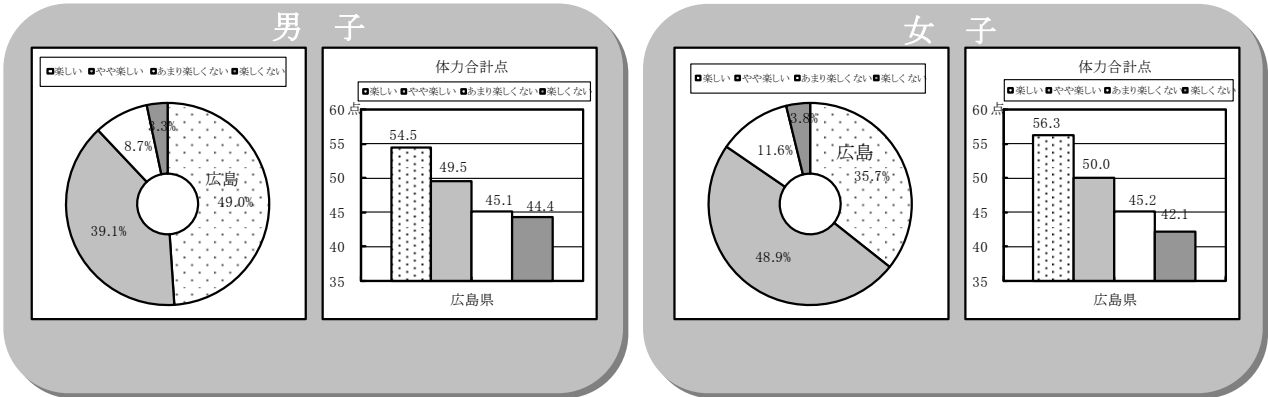 男 子
楽しい やや楽しい あまり楽しくない 楽しくない
3.3%
8.7%
広島
49.0%
39.1%
体力合計点
楽しい やや楽しい あまり楽しくない 楽しくない
60 点
55
50
45
40
35
54.5
49.5
45.1
44.4
広島県
女 子
楽しい やや楽しい あまり楽しくない 楽しくない
3.8%
11.6%
広島
35.7%
48.9%
体力合計点
楽しい やや楽しい あまり楽しくない 楽しくない
60 点
55
50
45
40
35
56.3
50.0
45.2
42.1
広島県